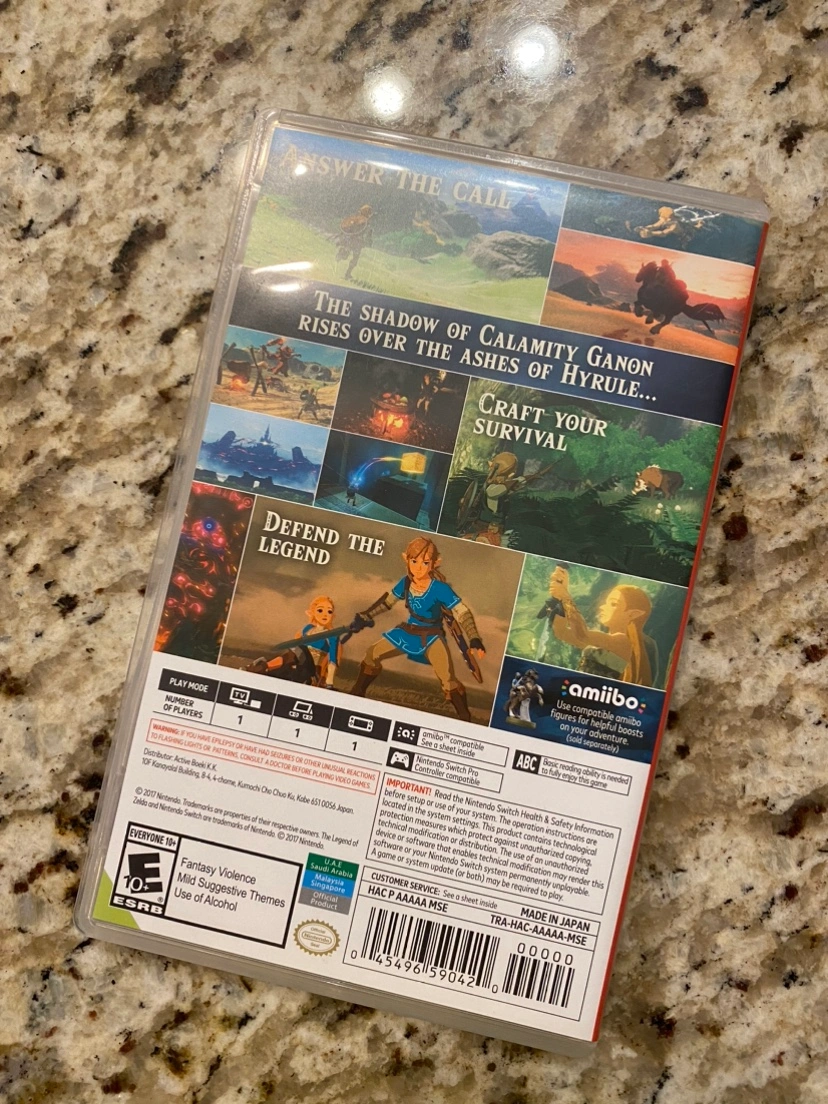 ANSWER THE CALL
THE SHADOW OF CALAMITY GANON
RISES OVER THE ASHES OF HYRULE...
CRAFT YOUR
SURVIVAL
DEFEND THE
LEGEND
amiibo
Use compatible amiibo
figures for helpful boosts
on your adventure.
(sold separately)
PLAY MODE
TV
NUMBER
OF PLAYERS
1
1
1
amiibo™ compatible
See a sheet inside
Nintendo Switch Pro
Controller compatible
ABC
Basic reading ability is needed
to fully enjoy this game
WARNING: IF YOU HAVE EPILEPSY OR HAVE HAD SEIZURES OR OTHER UNUSUAL REACTIONS
TO FLASHING LIGHTS OR PATTERNS, CONSULT A DOCTOR BEFORE PLAYING VIDEO GAMES.
Distributor: Active Boeki K.K.
10F Kanayalal Building, 8-4, 4-chome, Kumochi Cho Chuo Ku, Kobe 651 0056 Japan.
© 2017 Nintendo. Trademarks are properties of their respective owners. The Legend of
Zelda and Nintendo Switch are trademarks of Nintendo. © 2017 Nintendo.
IMPORTANT! Read the Nintendo Switch Health & Safety Information
before setup or use of your system. The operation instructions are
located in the system settings. This product contains technological
protection measures which protect against unauthorized copying,
technical modification or distribution. The use of an unauthorized
device or software that enables technical modification may render this
software or your Nintendo Switch system permanently unplayable.
A game or system update (or both) may be required to play.
EVERYONE 10+
E
10+
®
ESRB
Fantasy Violence
Mild Suggestive Themes
Use of Alcohol
U.A.E
Saudi Arabia
Malaysia
Singapore
Official
Product
Official
Nintendo
Seal
CUSTOMER SERVICE: See a sheet inside
HAC P AAAAA MSE
MADE IN JAPAN
TRA-HAC-AAAAA-MSE
0 45496 59042 0
00000